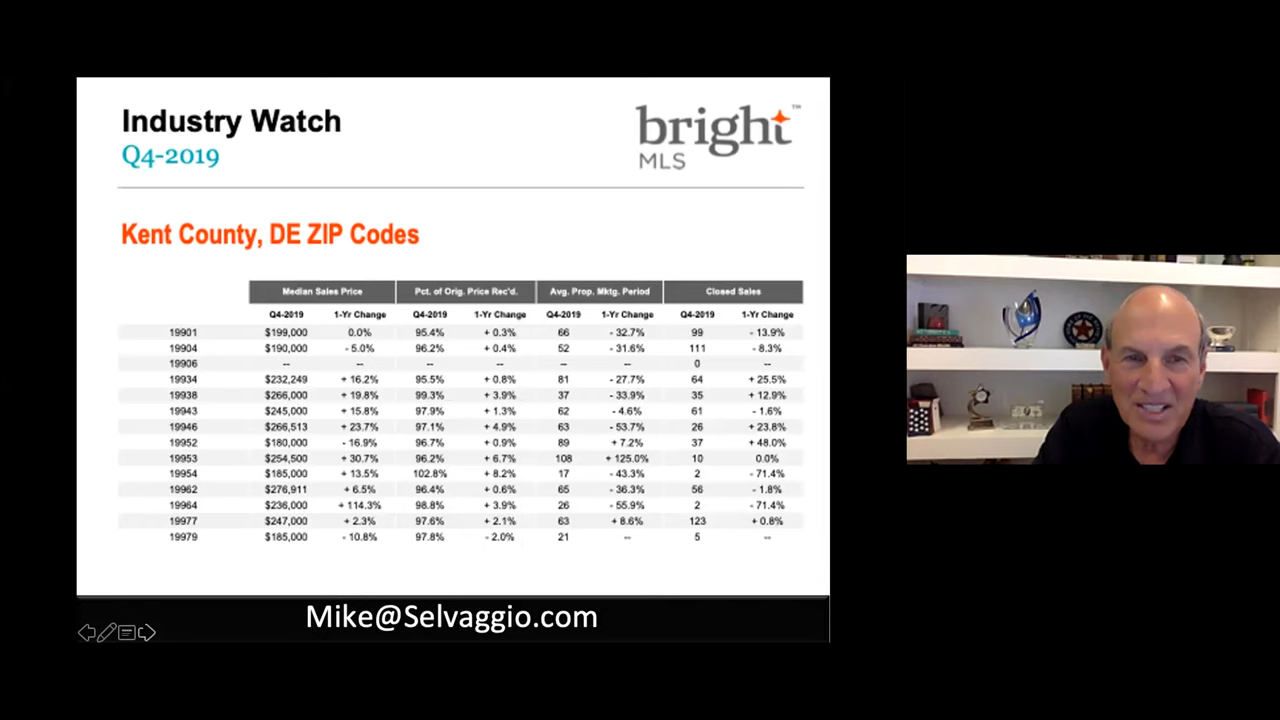 Industry Watch
Q4-2019
bright™
MLS
Kent County, DE ZIP Codes
Median Sales Price Pct. of Orig. Price Rec'd. Avg. Prop. Mktg. Period Closed Sales
Q4-2019 1-Yr Change Q4-2019 1-Yr Change Q4-2019 1-Yr Change Q4-2019 1-Yr Change
19901 $199,000 0.0% 95.4% + 0.3% 66 - 32.7% 99 - 13.9%
19904 $190,000 - 5.0% 96.2% + 0.4% 52 - 31.6% 111 - 8.3%
19906 -- -- -- -- -- -- 0 --
19934 $232,249 + 16.2% 95.5% + 0.8% 81 - 27.7% 64 + 25.5%
19938 $266,000 + 19.8% 99.3% + 3.9% 37 - 33.9% 35 + 12.9%
19943 $245,000 + 15.8% 97.9% + 1.3% 62 - 4.6% 61 - 1.6%
19946 $266,513 + 23.7% 97.1% + 4.9% 63 - 53.7% 26 + 23.8%
19952 $180,000 - 16.9% 96.7% + 0.9% 89 + 7.2% 37 + 48.0%
19953 $254,500 + 30.7% 96.2% + 6.7% 108 + 125.0% 10 0.0%
19954 $185,000 + 13.5% 102.8% + 8.2% 17 - 43.3% 2 - 71.4%
19962 $276,911 + 6.5% 96.4% + 0.6% 65 - 36.3% 56 - 1.8%
19964 $236,000 + 114.3% 98.8% + 3.9% 26 - 55.9% 2 - 71.4%
19977 $247,000 + 2.3% 97.6% + 2.1% 63 + 8.6% 123 + 0.8%
19979 $185,000 - 10.8% 97.8% - 2.0% 21 -- 5 --
Mike@Selvaggio.com